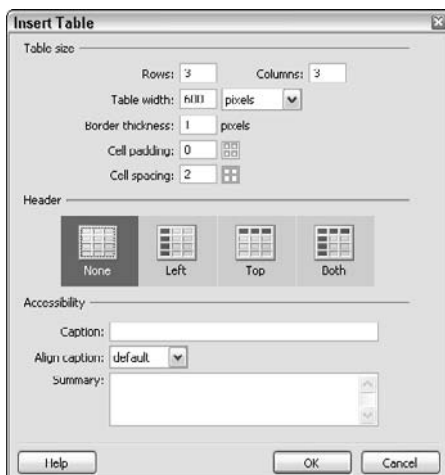 Insert Table
Table size
Rows: 3 Columns: 3
Table width: 600 pixels
Border thickness: 1 pixels
Cell padding: 0
Cell spacing: 2
Header
None Left Top Both
Accessibility
Caption:
Align caption: default
Summary:
Help OK Cancel